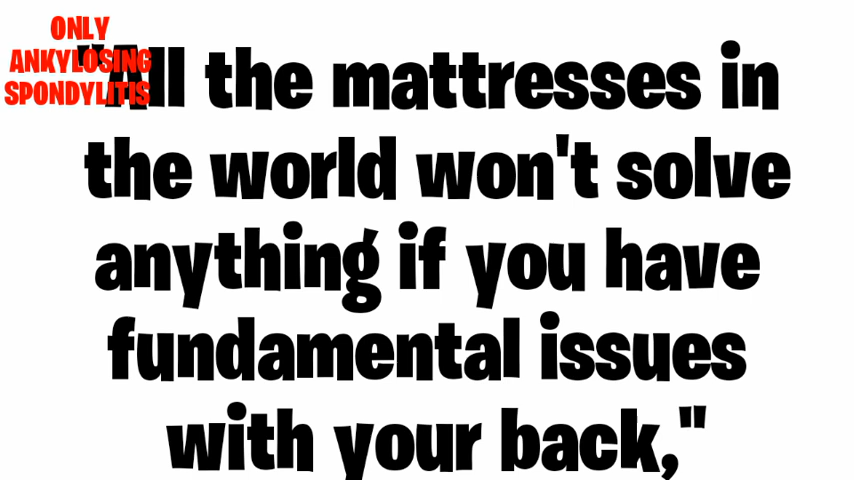 ONLY
ANKYLOSING
SPONDYLITIS
"All the mattresses in
the world won't solve
anything if you have
fundamental issues
with your back,"